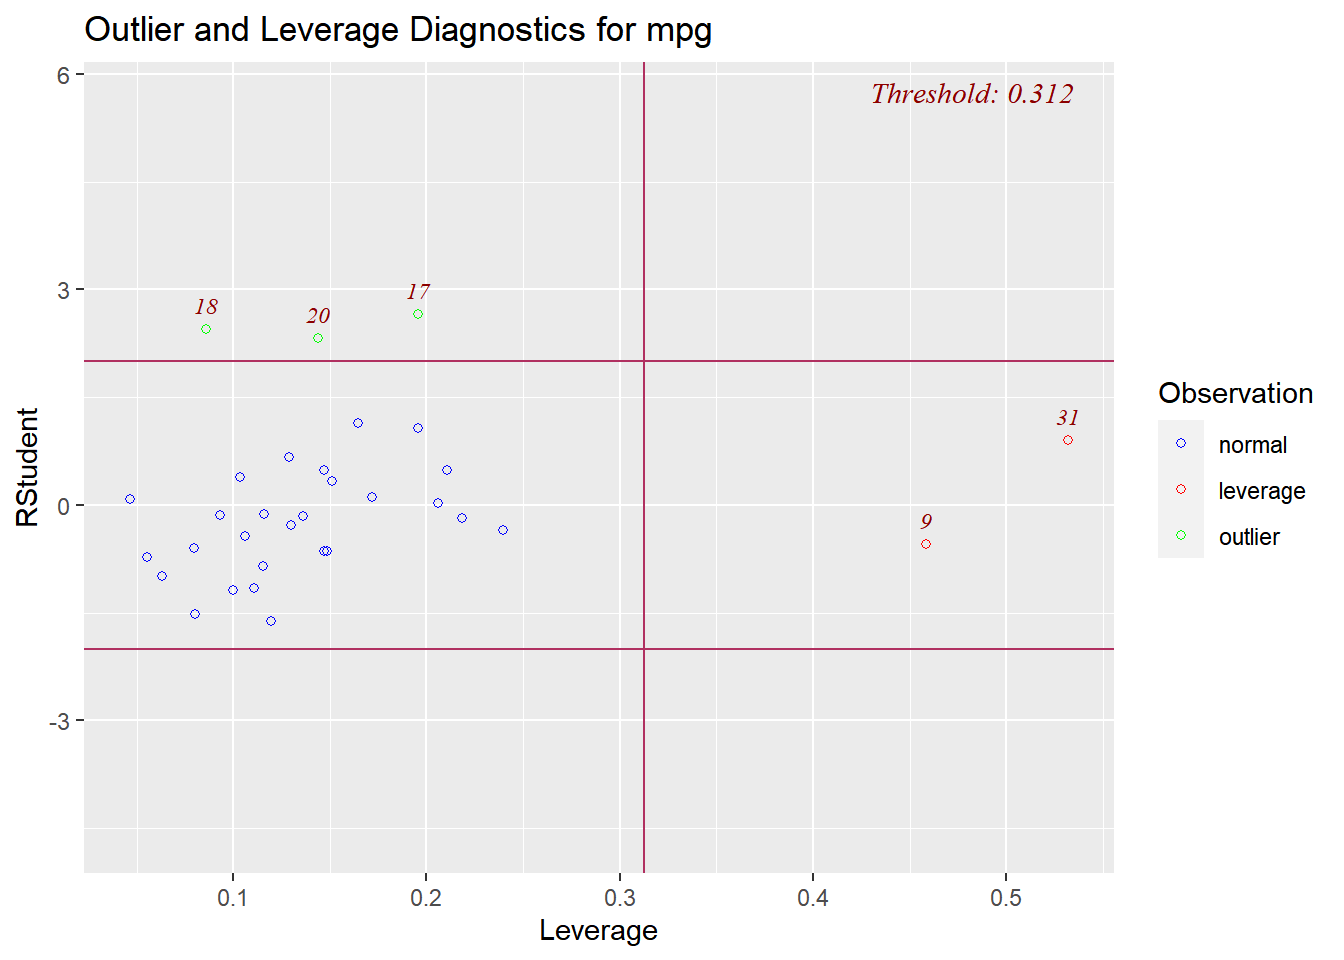 Outlier and Leverage Diagnostics for mpg
6
Threshold: 0.312
3
18
20
17
0
31
9
-3
RStudent
0.1
0.2
0.3
0.4
0.5
Leverage
Observation
normal
leverage
outlier